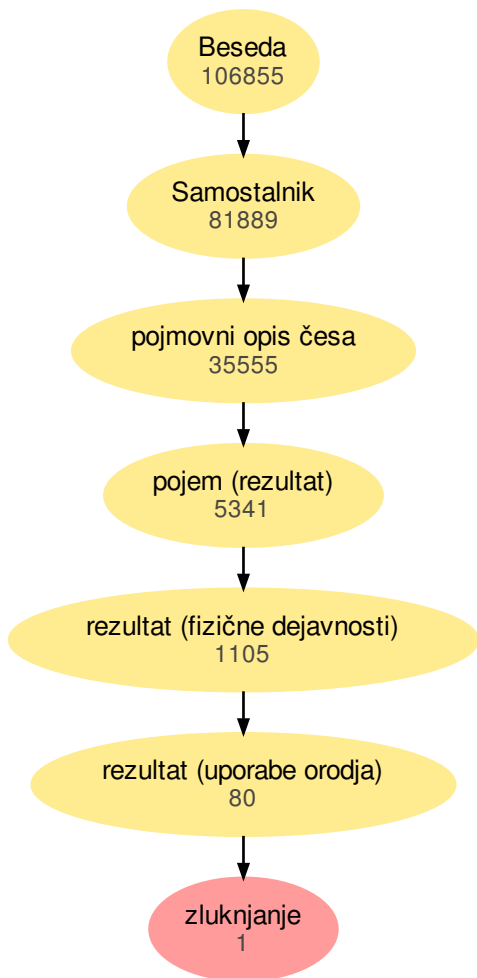 Beseda
106855
Samostalnik
81889
pojmovni opis česa
35555
pojem (rezultat)
5341
rezultat (fizične dejavnosti)
1105
rezultat (uporabe orodja)
80
zluknjanje
1